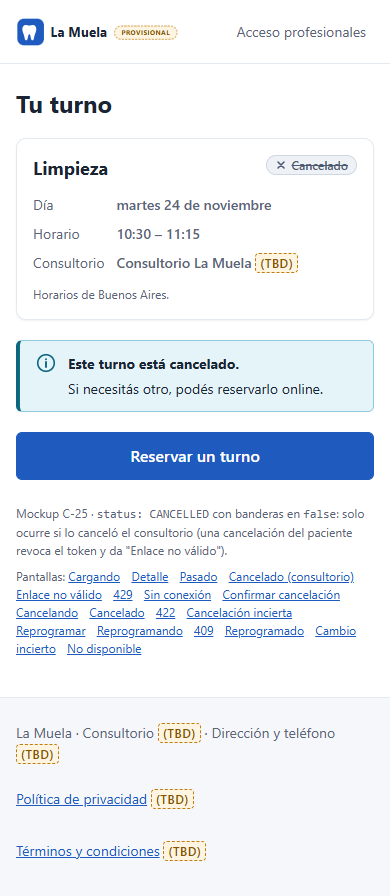 La Muela PROVISIONAL Acceso profesionales
Tu turno
Limpieza ✕ Cancelado
Día martes 24 de noviembre
Horario 10:30 – 11:15
Consultorio Consultorio La Muela (TBD)
Horarios de Buenos Aires.
Este turno está cancelado.
Si necesitás otro, podés reservarlo online.
Reservar un turno
Mockup C-25 · status: CANCELLED con banderas en false: solo
ocurre si lo canceló el consultorio (una cancelación del paciente
revoca el token y da "Enlace no válido").
Pantallas: Cargando Detalle Pasado Cancelado (consultorio)
Enlace no válido 429 Sin conexión Confirmar cancelación
Cancelando Cancelado 422 Cancelación incierta
Reprogramar Reprogramando 409 Reprogramado Cambio
incierto No disponible
La Muela · Consultorio (TBD) · Dirección y teléfono
(TBD)
Política de privacidad (TBD)
Términos y condiciones (TBD)